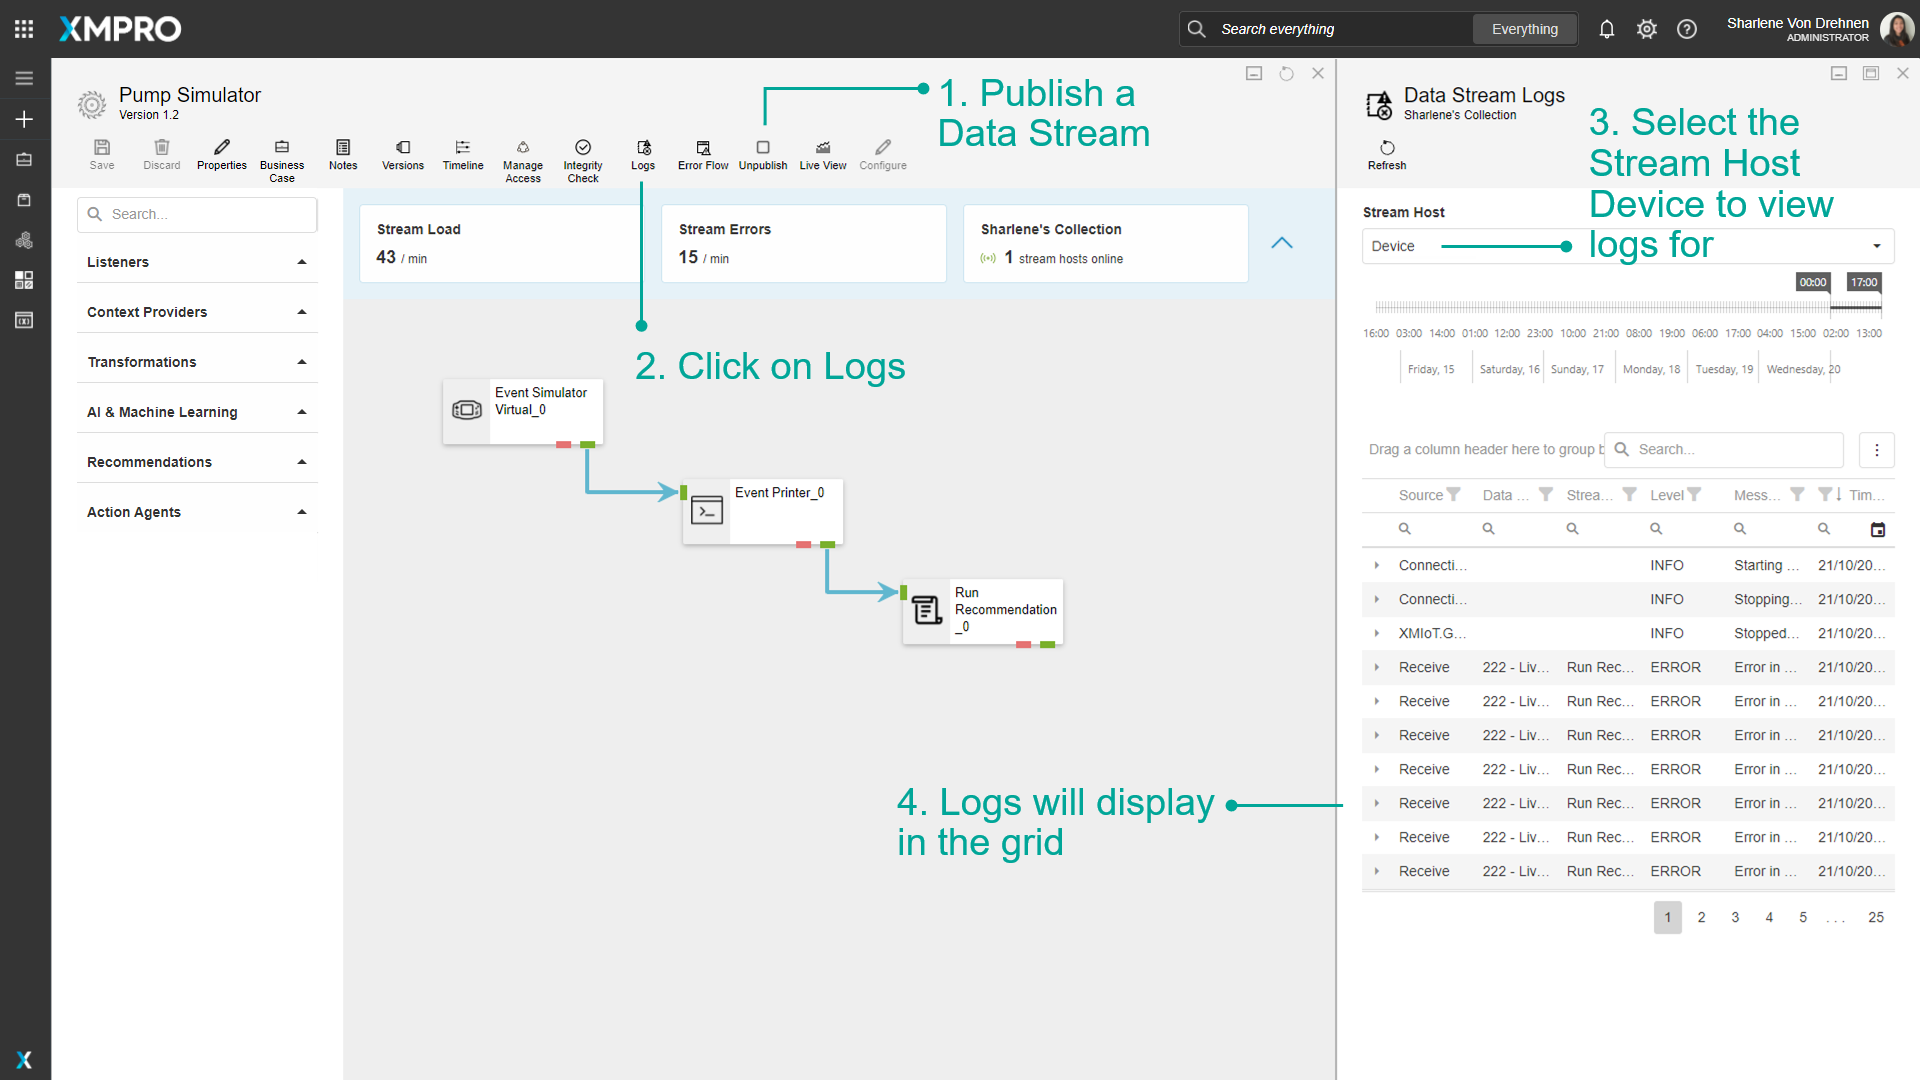 XMPRO
Search everything
Everything
Sharlene Von Drehnen
ADMINISTRATOR
Pump Simulator
Version 1.2
Save
Discard
Properties
Business
Case
Notes
Versions
Timeline
Manage
Access
Integrity
Check
Logs
Error Flow
Unpublish
Live View
Configure
1. Publish a
Data Stream
Search...
Listeners
Context Providers
Transformations
AI & Machine Learning
Recommendations
Action Agents
Stream Load
43 / min
Stream Errors
15 / min
Sharlene's Collection
1 stream hosts online
2. Click on Logs
Event Simulator
Virtual_0
Event Printer_0
Run
Recommendation
_0
4. Logs will display
in the grid
Data Stream Logs
Sharlene's Collection
Refresh
3. Select the
Stream Host
Device to view
logs for
Stream Host
Device
00:00 17:00
16:00 03:00 14:00 01:00 12:00 23:00 10:00 21:00 08:00 19:00 06:00 17:00 04:00 15:00 02:00 13:00
Friday, 15 Saturday, 16 Sunday, 17 Monday, 18 Tuesday, 19 Wednesday, 20
Drag a column header here to group b
Search...
Source Data ... Strea... Level Mess... Tim...
Connecti... INFO Starting ... 21/10/20...
Connecti... INFO Stopping... 21/10/20...
XMIoT.G... INFO Stopped... 21/10/20...
Receive 222 - Liv... Run Rec... ERROR Error in ... 21/10/20...
Receive 222 - Liv... Run Rec... ERROR Error in ... 21/10/20...
Receive 222 - Liv... Run Rec... ERROR Error in ... 21/10/20...
Receive 222 - Liv... Run Rec... ERROR Error in ... 21/10/20...
Receive 222 - Liv... Run Rec... ERROR Error in ... 21/10/20...
Receive 222 - Liv... Run Rec... ERROR Error in ... 21/10/20...
Receive 222 - Liv... Run Rec... ERROR Error in ... 21/10/20...
1 2 3 4 5 ... 25